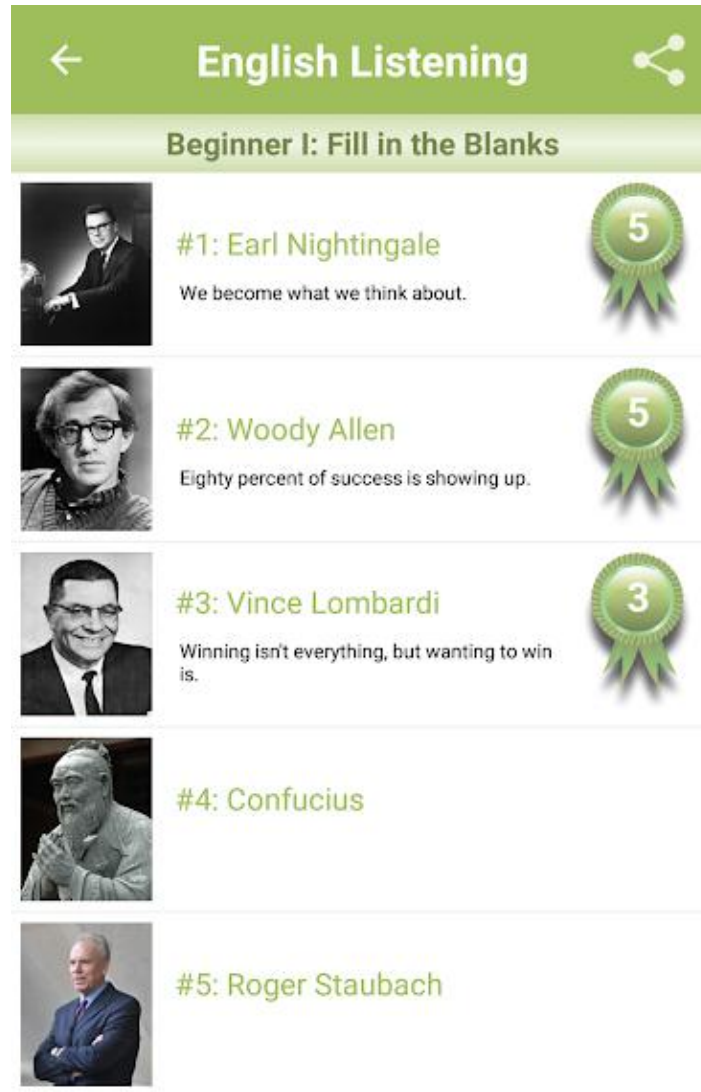 English Listening
Beginner I: Fill in the Blanks
#1: Earl Nightingale
We become what we think about.
5
#2: Woody Allen
Eighty percent of success is showing up.
5
#3: Vince Lombardi
Winning isn't everything, but wanting to win
is.
3
#4: Confucius
#5: Roger Staubach